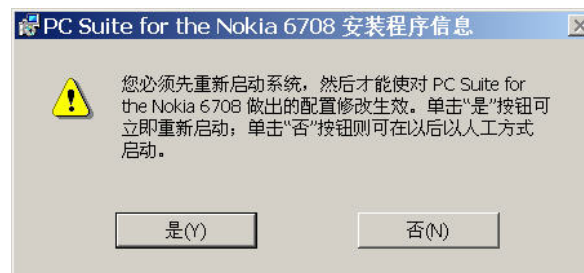 PC Suite for the Nokia 6708 安装程序信息
您必须先重新启动系统，然后才能使对 PC Suite for
the Nokia 6708 做出的配置修改生效。单击“是”按钮可
立即重新启动；单击“否”按钮则可在以后以人工方式
启动。
是(Y) 否(N)